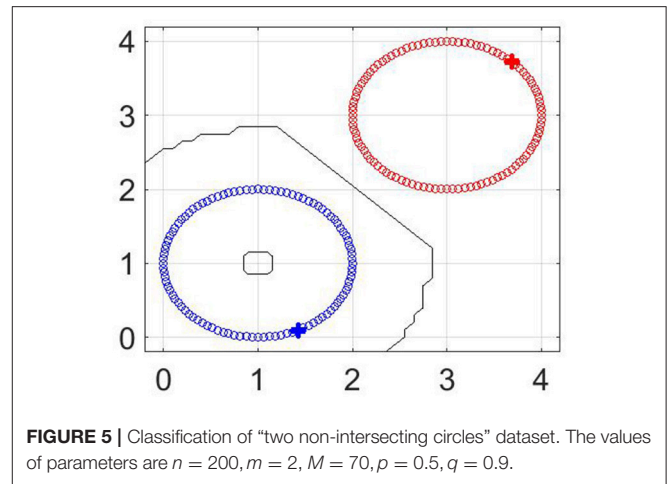 4
3
2
1
0
0 1 2 3 4
FIGURE 5 | Classification of “two non-intersecting circles” dataset. The values
of parameters are n = 200, m = 2, M = 70, p = 0.5, q = 0.9.